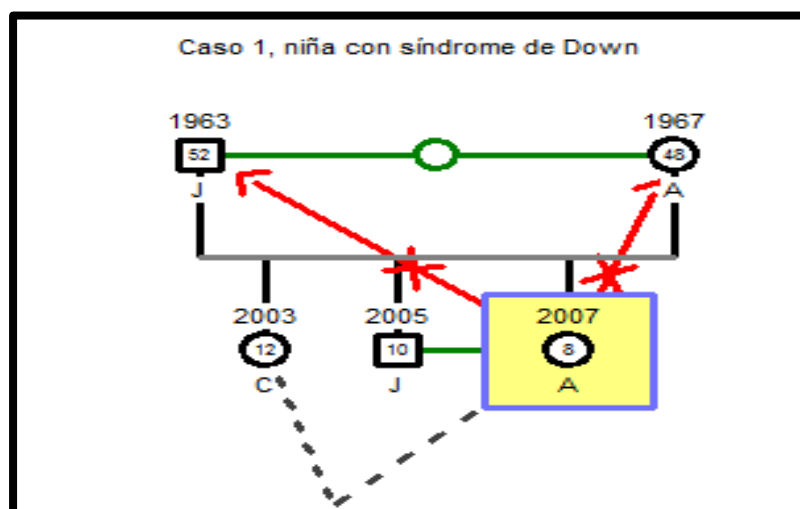 Caso 1, niña con síndrome de Down
1963 1967
52 48
J A
2003 2005 2007
12 10 8
C J A